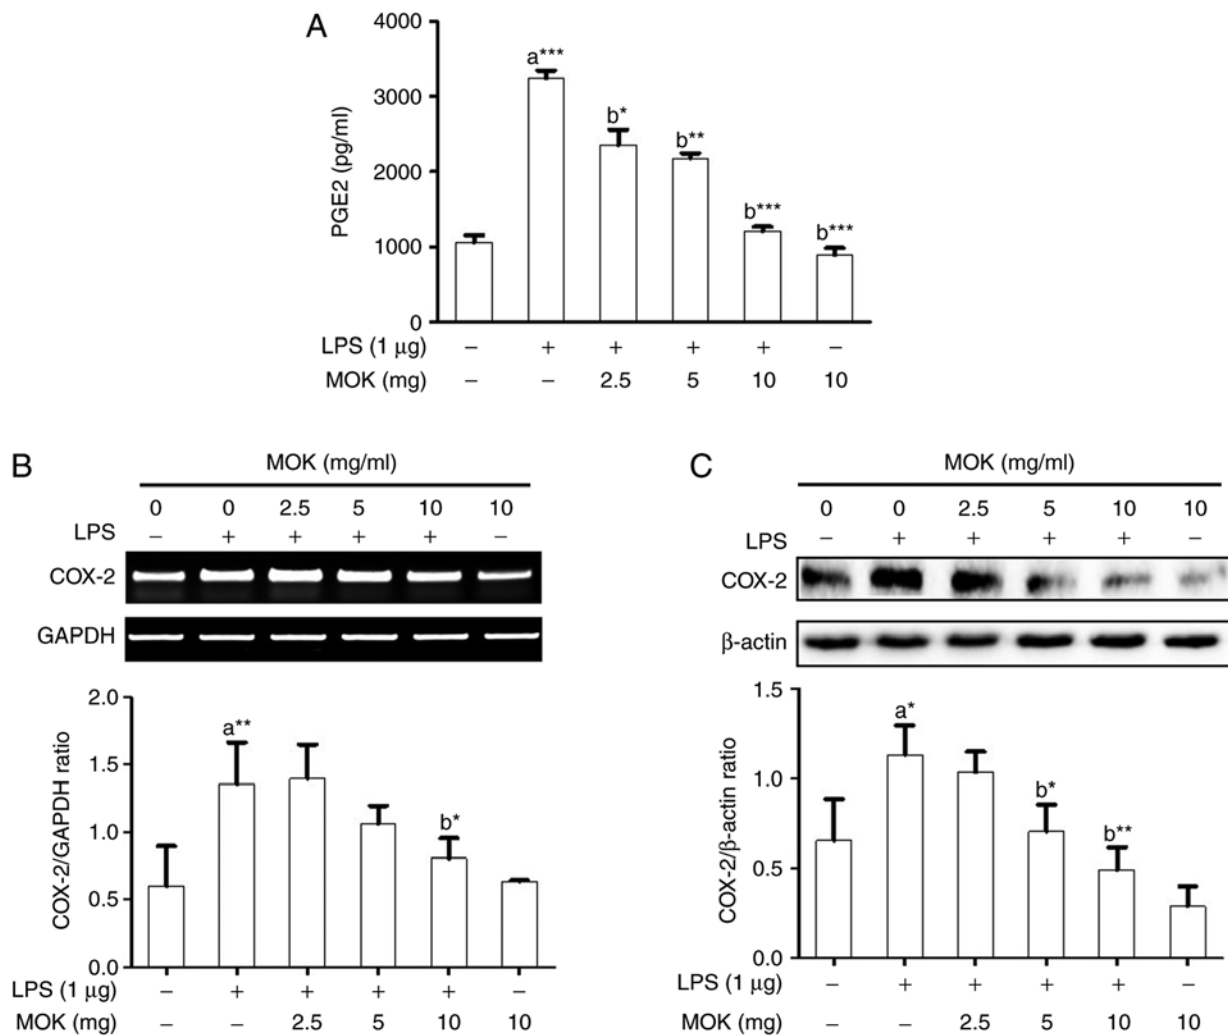 A
4000
3000
2000
1000
0
PGE2 (pg/ml)
a***
b*
b**
b***
b***
LPS (1 µg) – + + + + –
MOK (mg) – – 2.5 5 10 10
B
MOK (mg/ml)
0 0 2.5 5 10 10
LPS – + + + + –
COX-2
GAPDH
2.0
1.5
1.0
0.5
0.0
COX-2/GAPDH ratio
a**
b*
LPS (1 µg) – + + + + –
MOK (mg) – – 2.5 5 10 10
C
MOK (mg/ml)
0 0 2.5 5 10 10
LPS – + + + + –
COX-2
β-actin
1.5
1.0
0.5
0.0
COX-2/β-actin ratio
a*
b*
b**
LPS (1 µg) – + + + + –
MOK (mg) – – 2.5 5 10 10